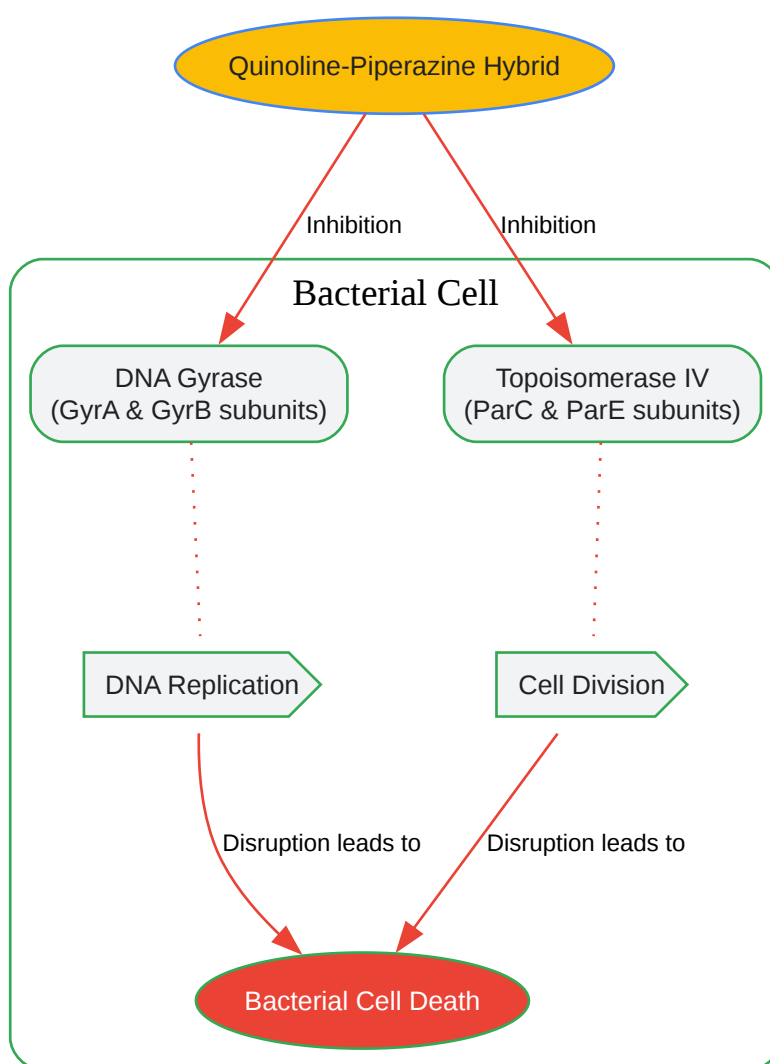 Quinoline-Piperazine Hybrid
Inhibition
Inhibition
Bacterial Cell
DNA Gyrase
(GyrA & GyrB subunits)
Topoisomerase IV
(ParC & ParE subunits)
DNA Replication
Cell Division
Disruption leads to
Disruption leads to
Bacterial Cell Death